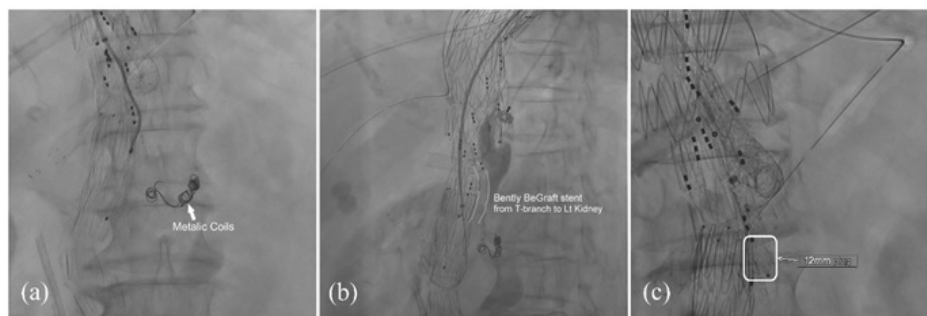 Metalic Coils
(a)
Bently BeGraft stent
from T-branch to Lt Kidney
(b)
12mm
(c)